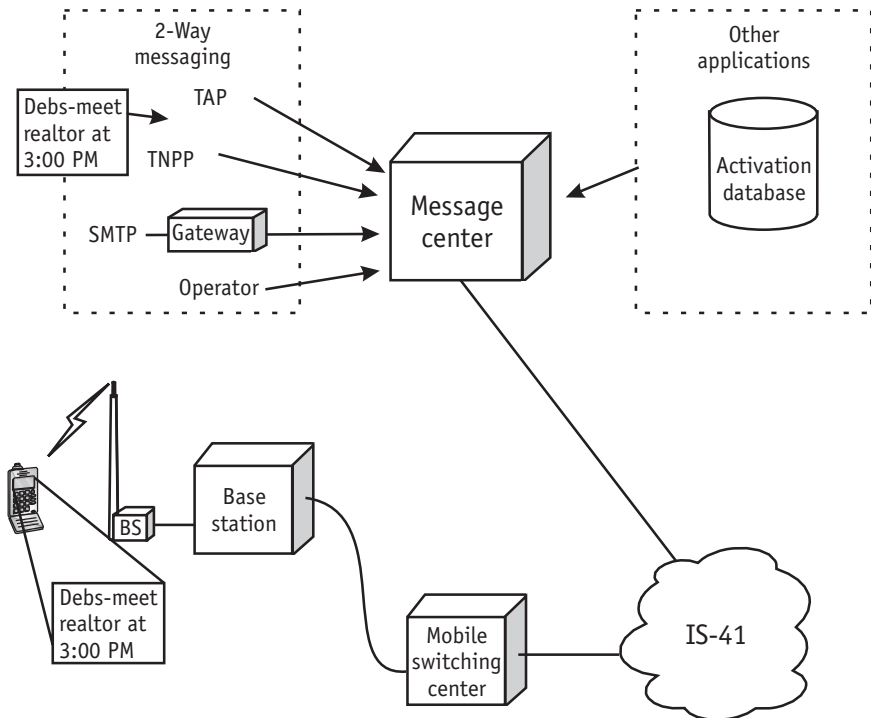 2-Way
messaging
Other
applications
TAP
Debs-meet
realtor at
3:00 PM
TNPP
SMTP
Gateway
Operator
Message
center
Activation
database
BS
Base
station
Debs-meet
realtor at
3:00 PM
Mobile
switching
center
IS-41